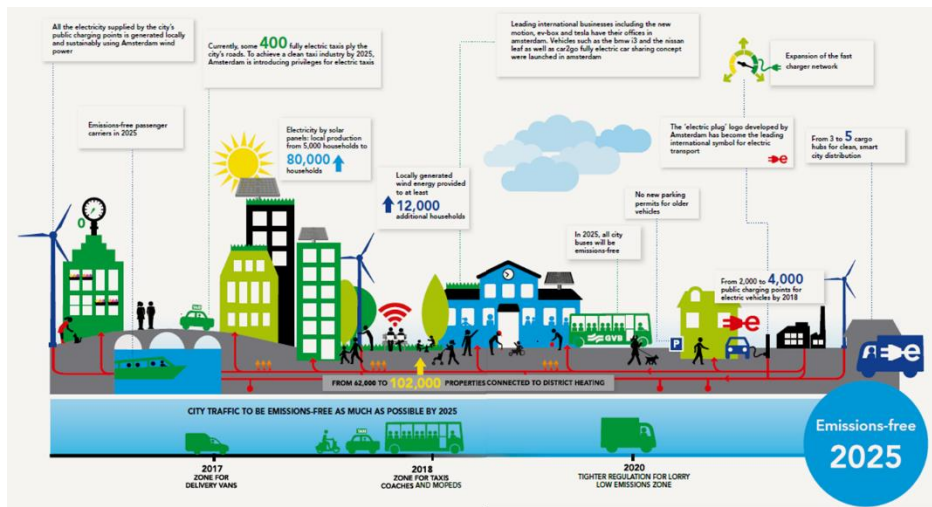 All the electricity supplied by the city's
public charging points is generated locally
and sustainably using Amsterdam wind
power
Currently, some 400 fully electric taxis ply the
city's roads. To achieve a clean taxi industry by 2025,
Amsterdam is introducing privileges for electric taxis
Leading international businesses including the new
motion, ev-box and tesla have their offices in
amsterdam. Vehicles such as the bmw i3 and the nissan
leaf as well as car2go fully electric car sharing concept
were launched in amsterdam
Expansion of the fast
charger network
Emissions-free passenger
carriers in 2025
Electricity by solar
panels: local production
from 5,000 households to
80,000
households
The 'electric plug' logo developed by
Amsterdam has become the leading
international symbol for electric
transport
e
From 3 to 5 cargo
hubs for clean, smart
city distribution
Locally generated
wind energy provided
to at least
12,000
additional households
No new parking
permits for older
vehicles
In 2025, all city
buses will be
emissions-free
From 2,000 to 4,000
public charging points for
electric vehicles by 2018
0
TAXI
GVB
P
e
e
FROM 62,000 TO 102,000 PROPERTIES CONNECTED TO DISTRICT HEATING
CITY TRAFFIC TO BE EMISSIONS-FREE AS MUCH AS POSSIBLE BY 2025
TAXI
2017
ZONE FOR
DELIVERY VANS
2018
ZONE FOR TAXIS
COACHES AND MOPEDS
2020
TIGHTER REGULATION FOR LORRY
LOW EMISSIONS ZONE
Emissions-free
2025